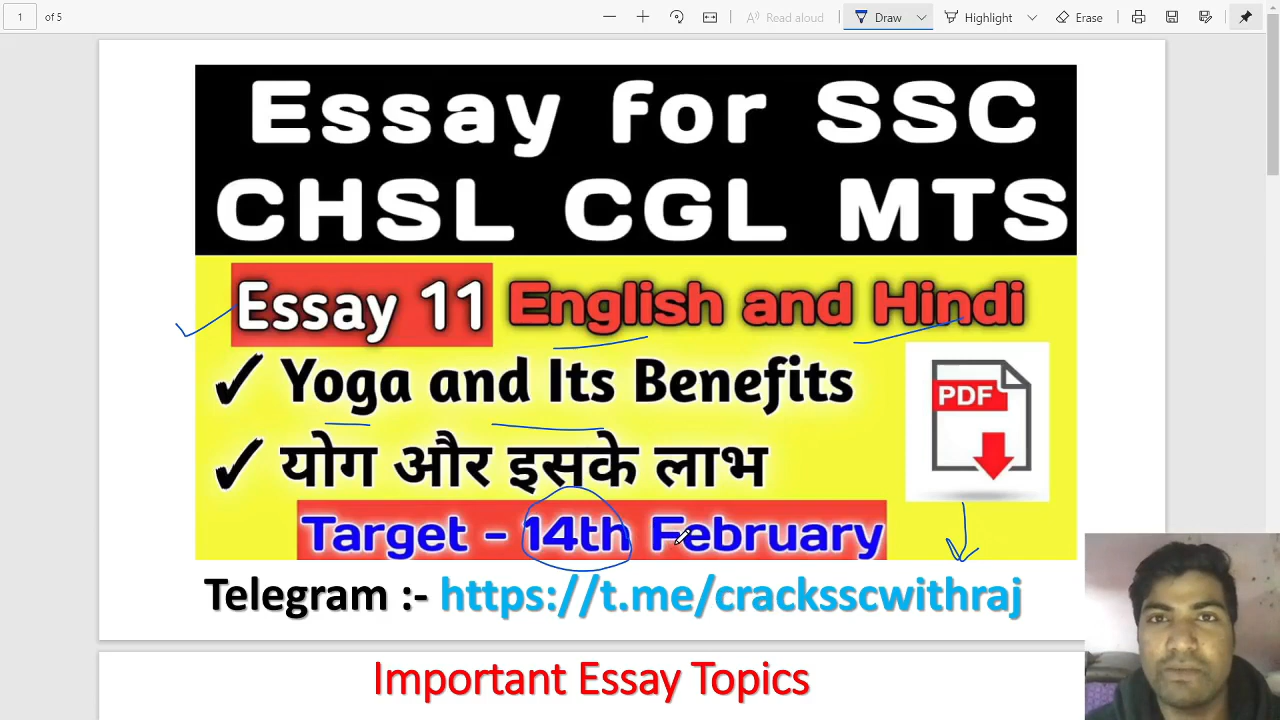 1 of 5
Read aloud Draw Highlight Erase
Essay for SSC
CHSL CGL MTS
Essay 11 English and Hindi
Yoga and Its Benefits
योग और इसके लाभ
PDF
Target - 14th February
Telegram :- https://t.me/cracksscwithraj
Important Essay Topics